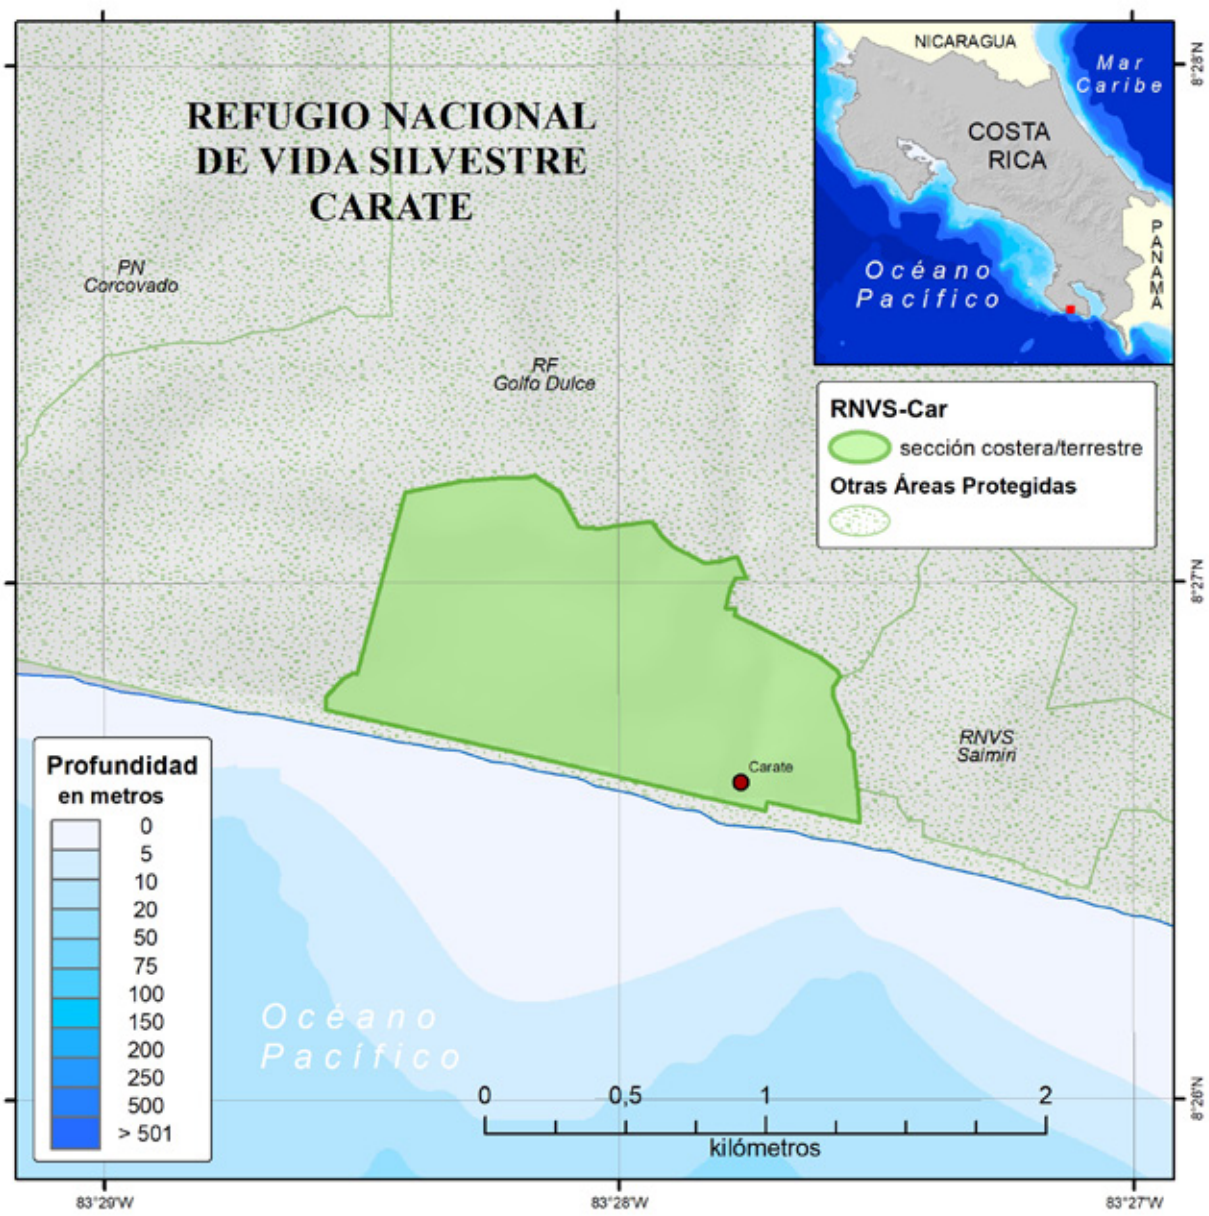 REFUGIO NACIONAL
DE VIDA SILVESTRE
CARATE
NICARAGUA
Mar
Caribe
COSTA
RICA
PANAMÁ
Océano
Pacífico
8°28'N
PN
Corcovado
RF
Golfo Dulce
RNVS-Car
sección costera/terrestre
Otras Áreas Protegidas
8°27'N
RNVS
Saimiri
Carate
Profundidad
en metros
0
5
10
20
50
75
100
150
200
250
500
> 501
Océano
Pacífico
0 0,5 1 2
kilómetros
8°26'N
83°29'W 83°28'W 83°27'W